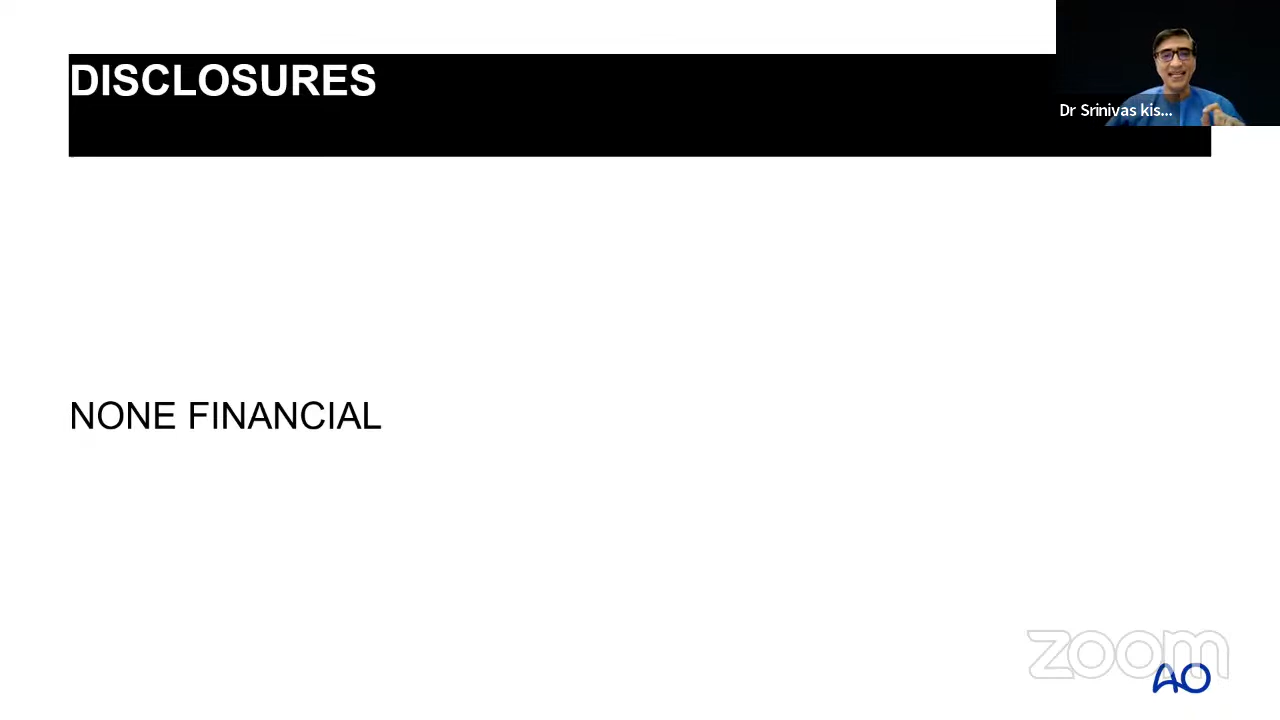 DISCLOSURES
Dr Srinivas kis...
NONE FINANCIAL
zoom
AO